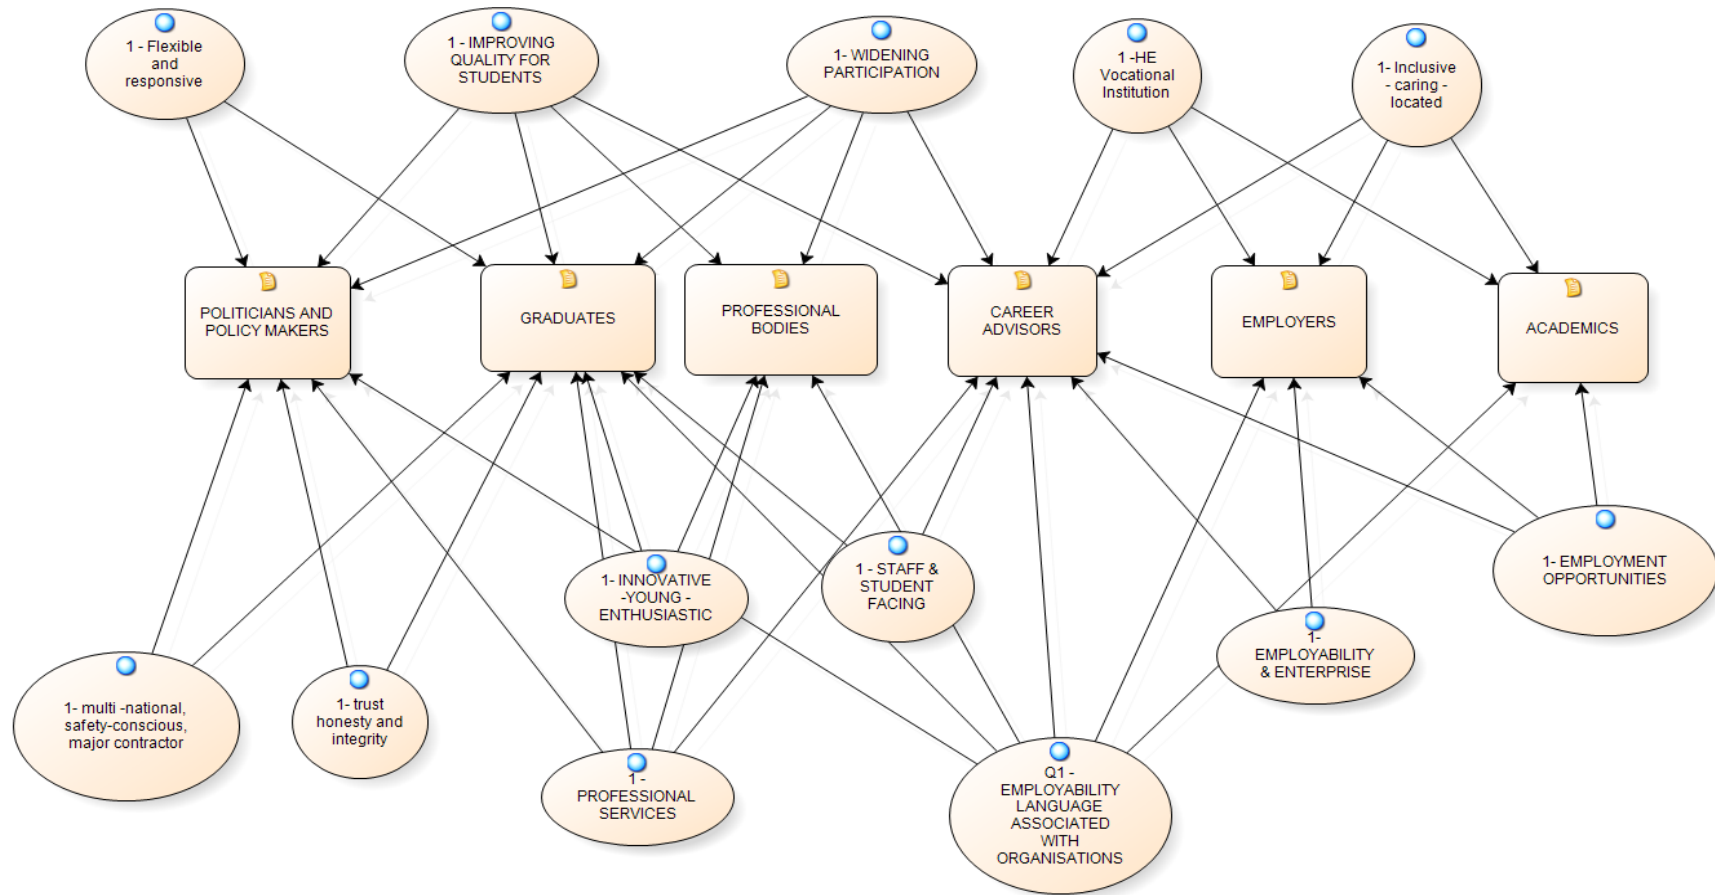 1 - Flexible
and
responsive
1 - IMPROVING
QUALITY FOR
STUDENTS
1- WIDENING
PARTICIPATION
1 -HE
Vocational
Institution
1- Inclusive
- caring -
located
POLITICIANS AND
POLICY MAKERS
GRADUATES
PROFESSIONAL
BODIES
CAREER
ADVISORS
EMPLOYERS
ACADEMICS
1- INNOVATIVE
-YOUNG -
ENTHUSIASTIC
1 - STAFF &
STUDENT
FACING
1- EMPLOYMENT
OPPORTUNITIES
1-
EMPLOYABILITY
& ENTERPRISE
1- multi -national,
safety-conscious,
major contractor
1- trust
honesty and
integrity
1 -
PROFESSIONAL
SERVICES
Q1 -
EMPLOYABILITY
LANGUAGE
ASSOCIATED
WITH
ORGANISATIONS